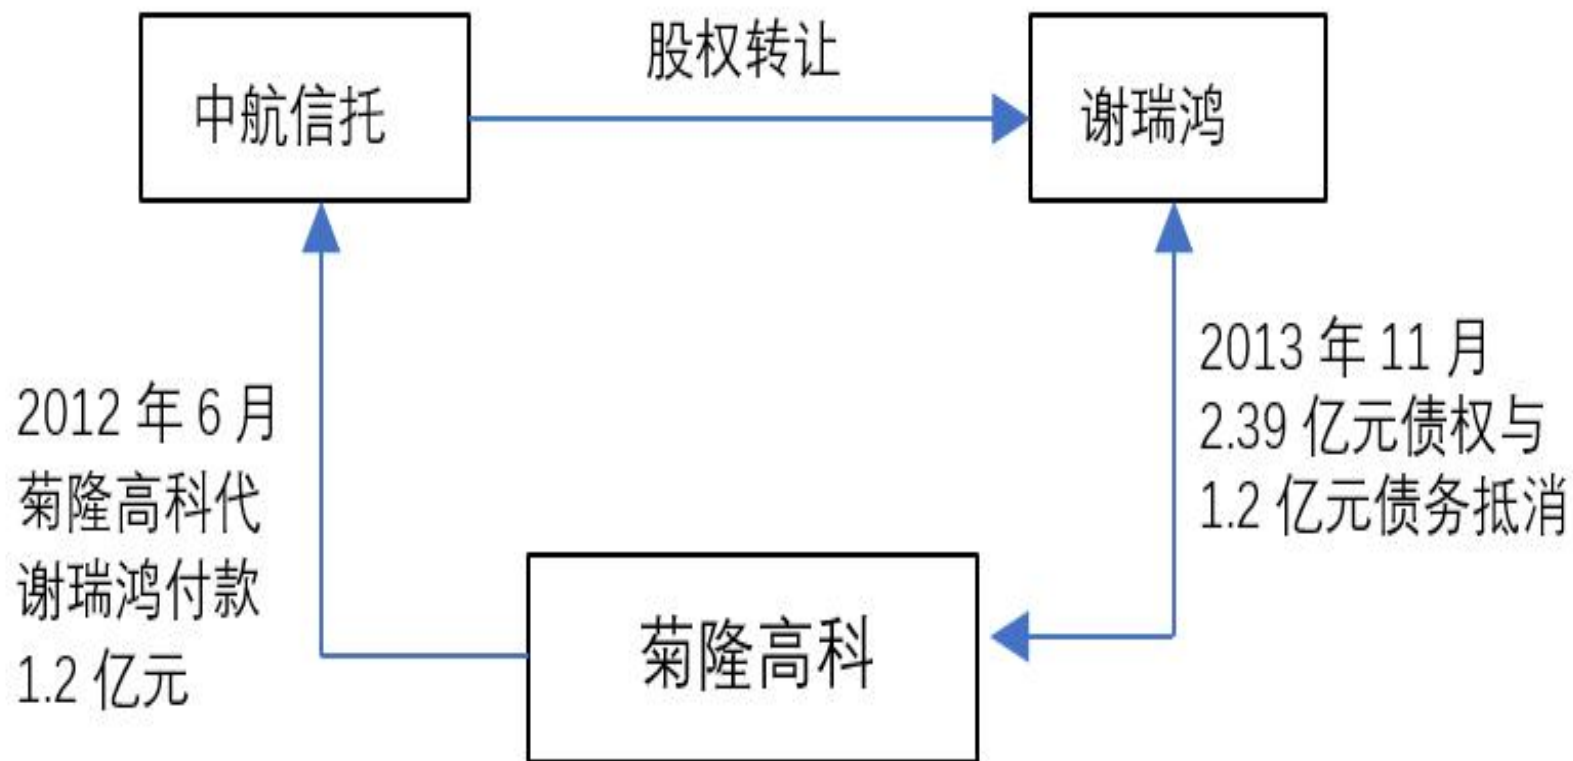 股权转让
中航信托
谢瑞鸿
2012 年 6 月
菊隆高科代
谢瑞鸿付款
1.2 亿元
2013 年 11 月
2.39 亿元债权与
1.2 亿元债务抵消
菊隆高科